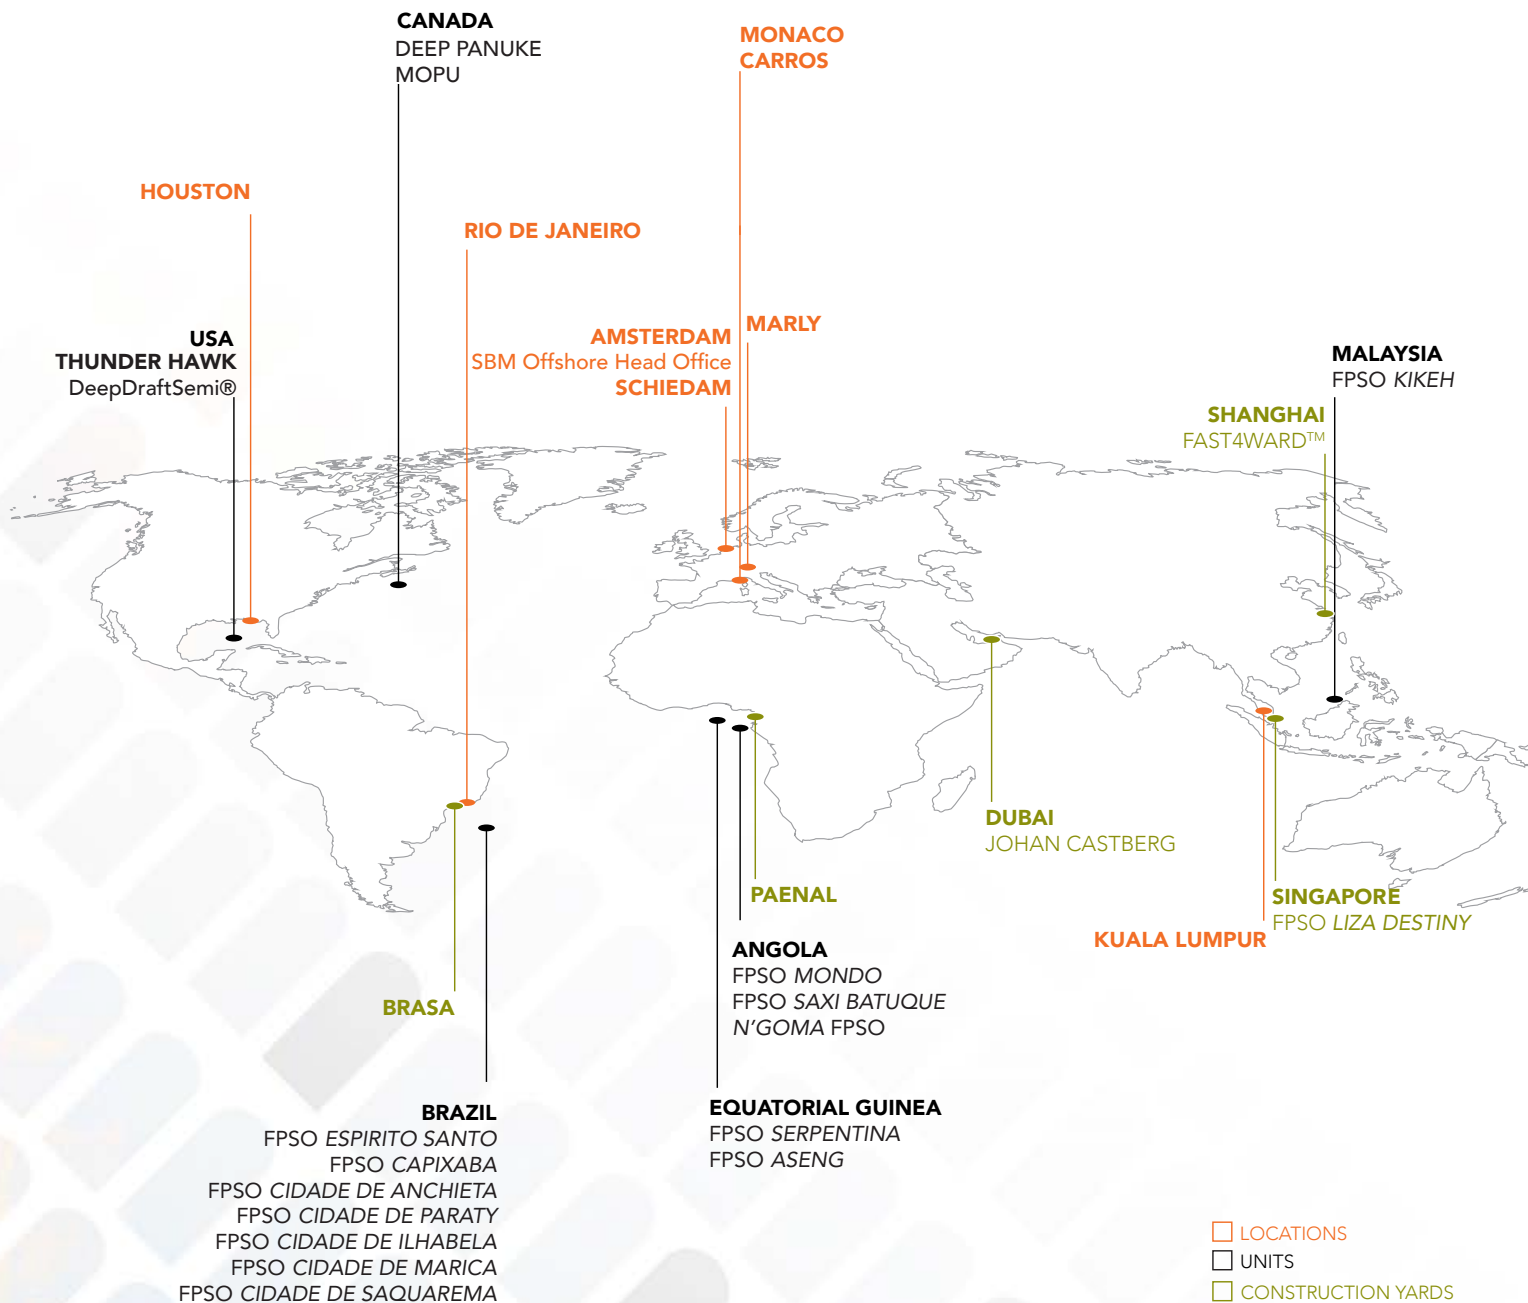 CANADA
DEEP PANUKE
MOPU
MONACO
CARROS
HOUSTON
RIO DE JANEIRO
USA
THUNDER HAWK
DeepDraftSemi®
AMSTERDAM
SBM Offshore Head Office
SCHIEDAM
MARLY
MALAYSIA
FPSO KIKEH
SHANGHAI
FAST4WARD™
DUBAI
JOHAN CASTBERG
PAENAL
SINGAPORE
FPSO LIZA DESTINY
KUALA LUMPUR
BRASA
ANGOLA
FPSO MONDO
FPSO SAXI BATUQUE
N'GOMA FPSO
BRAZIL
FPSO ESPIRITO SANTO
FPSO CAPIXABA
FPSO CIDADE DE ANCHIETA
FPSO CIDADE DE PARATY
FPSO CIDADE DE ILHABELA
FPSO CIDADE DE MARICA
FPSO CIDADE DE SAQUAREMA
EQUATORIAL GUINEA
FPSO SERPENTINA
FPSO ASENG
LOCATIONS
UNITS
CONSTRUCTION YARDS